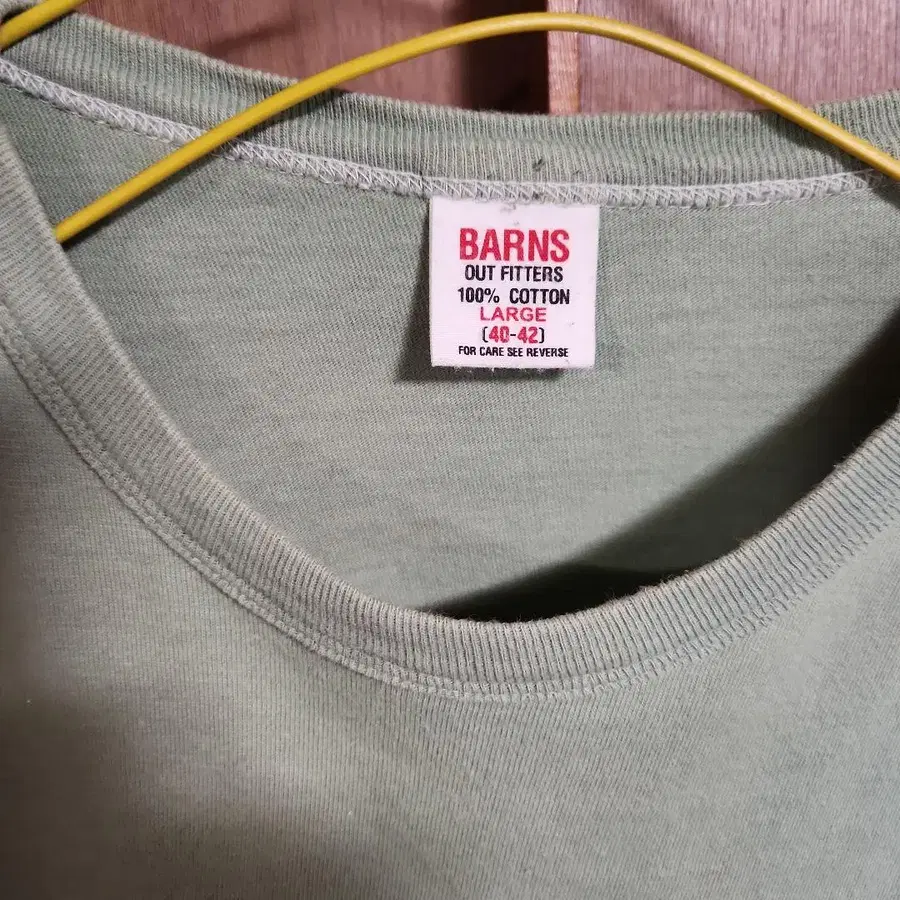 BARNS
OUT FITTERS
100% COTTON
LARGE
(40-42)
FOR CARE SEE REVERSE